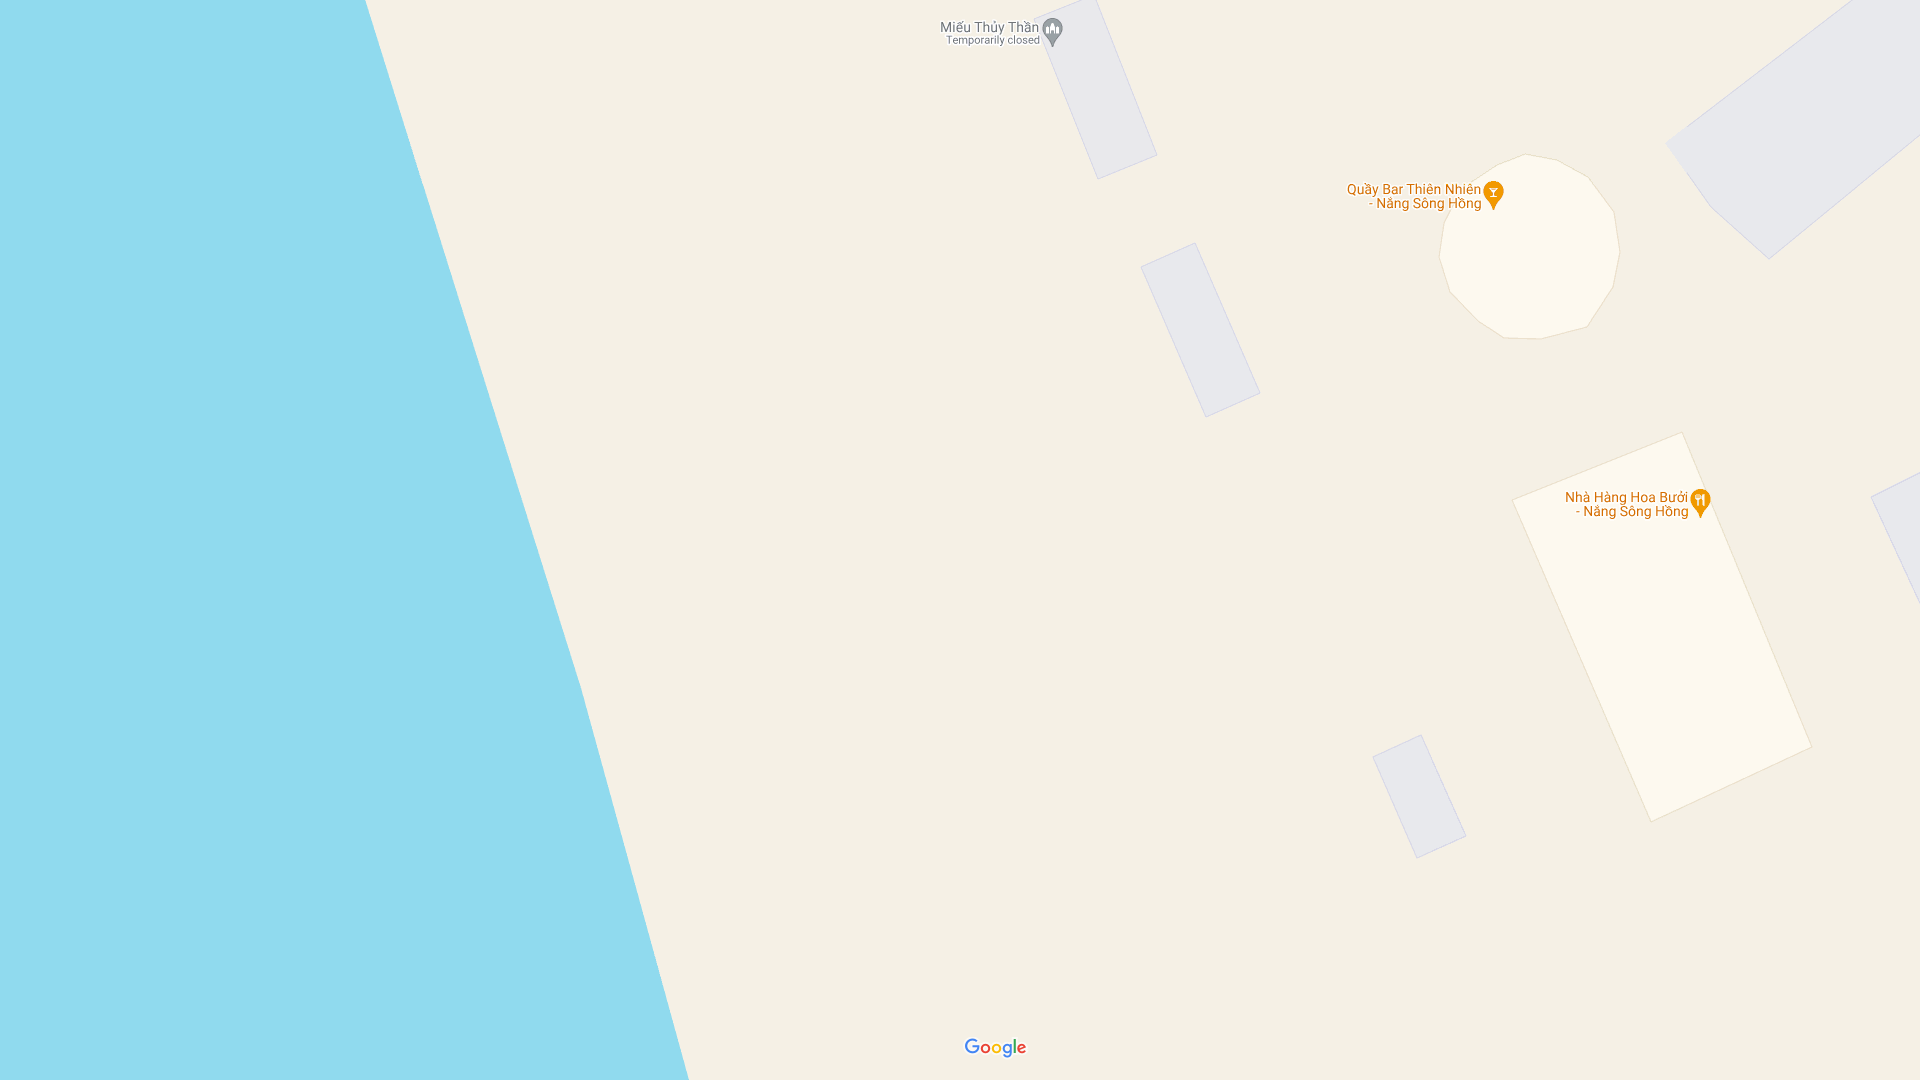 Miếu Thủy Thần
Temporarily closed
Quầy Bar Thiên Nhiên
- Nắng Sông Hồng
Nhà Hàng Hoa Bưởi
- Nắng Sông Hồng
Google